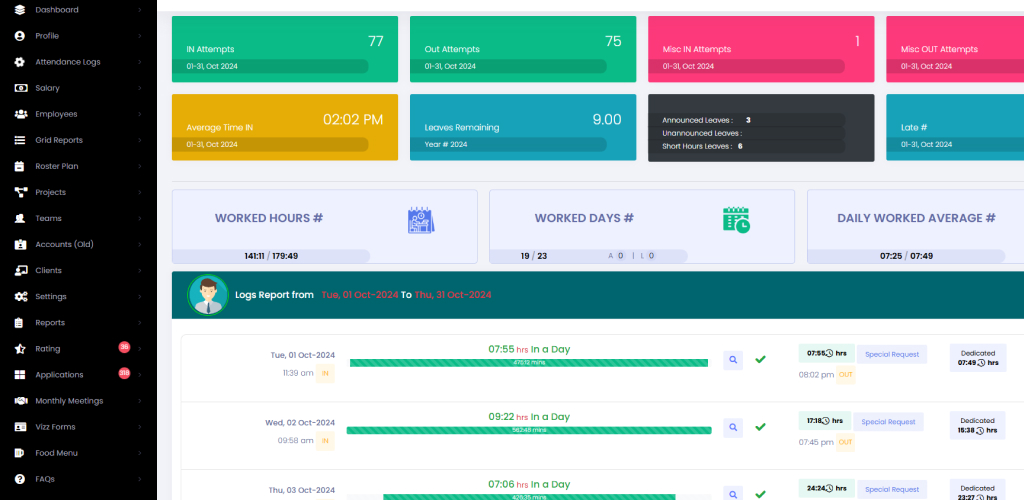 Dashboard
Profile
Attendance Logs
Salary
Employees
Grid Reports
Roster Plan
Projects
Teams
Accounts (Old)
Clients
Settings
Reports
Rating 36
Applications 318
Monthly Meetings
Vizz Forms
Food Menu
FAQs
IN Attempts 77
01-31, Oct 2024
Out Attempts 75
01-31, Oct 2024
Misc IN Attempts 1
01-31, Oct 2024
Misc OUT Attempts
01-31, Oct 2024
Average Time IN 02:02 PM
01-31, Oct 2024
Leaves Remaining 9.00
Year # 2024
Announced Leaves : 3
Unannounced Leaves :
Short Hours Leaves : 6
Late #
01-31, Oct 2024
WORKED HOURS #
141:11 / 179:49
WORKED DAYS #
19 / 23 A 0 | L 0
DAILY WORKED AVERAGE #
07:25 / 07:49
Logs Report from Tue, 01 Oct-2024 To Thu, 31 Oct-2024
Tue, 01 Oct-2024
11:39 am IN
07:55 hrs In a Day
mins
07:55 hrs Special Request
08:02 pm OUT
Dedicated
07:49 hrs
Wed, 02 Oct-2024
09:58 am IN
09:22 hrs In a Day
562:48 mins
17:18 hrs Special Request
07:45 pm OUT
Dedicated
15:38 hrs
Thu, 03 Oct-2024
07:06 hrs In a Day
mins
24:24 hrs Special Request
Dedicated
23:27 hrs